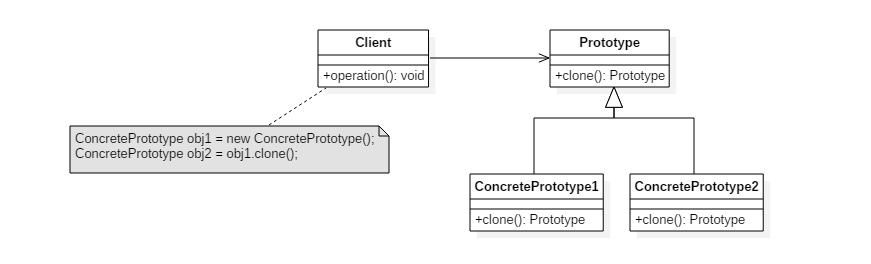 Client
+operation(): void
Prototype
+clone(): Prototype
ConcretePrototype obj1 = new ConcretePrototype();
ConcretePrototype obj2 = obj1.clone();
ConcretePrototype1
+clone(): Prototype
ConcretePrototype2
+clone(): Prototype